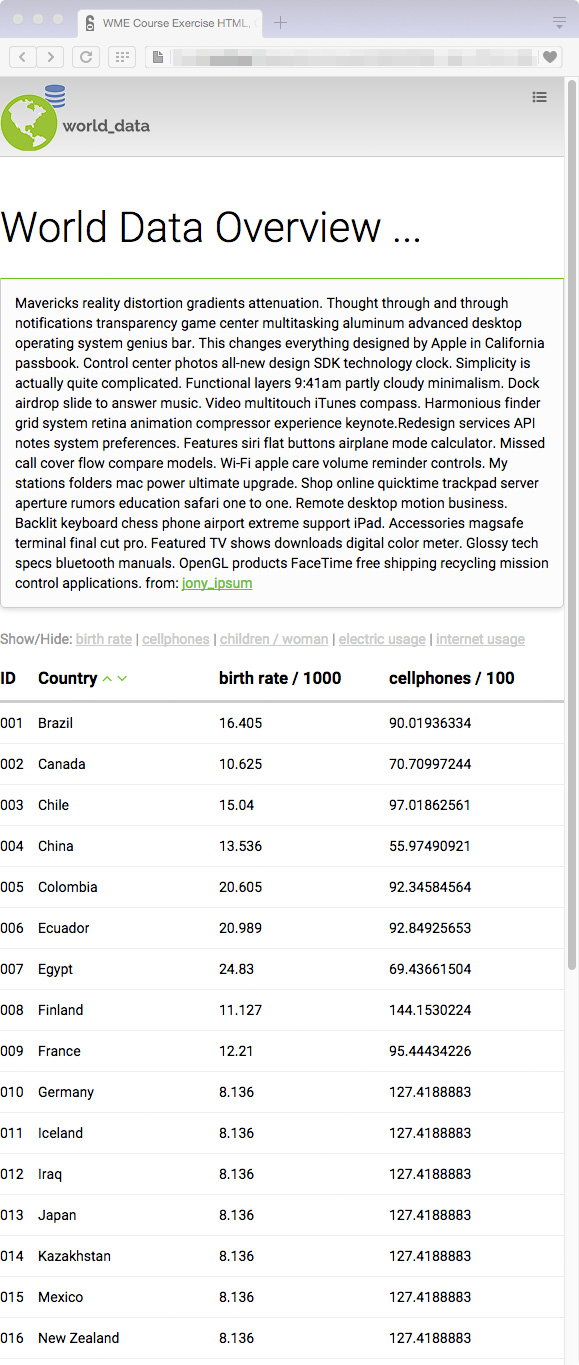 WME Course Exercise HTML,
world_data
World Data Overview ...
Mavericks reality distortion gradients attenuation. Thought through and through
notifications transparency game center multitasking aluminum advanced desktop
operating system genius bar. This changes everything designed by Apple in California
passbook. Control center photos all-new design SDK technology clock. Simplicity is
actually quite complicated. Functional layers 9:41am partly cloudy minimalism. Dock
airdrop slide to answer music. Video multitouch iTunes compass. Harmonious finder
grid system retina animation compressor experience keynote.Redesign services API
notes system preferences. Features siri flat buttons airplane mode calculator. Missed
call cover flow compare models. Wi-Fi apple care volume reminder controls. My
stations folders mac power ultimate upgrade. Shop online quicktime trackpad server
aperture rumors education safari one to one. Remote desktop motion business.
Backlit keyboard chess phone airport extreme support iPad. Accessories magsafe
terminal final cut pro. Featured TV shows downloads digital color meter. Glossy tech
specs bluetooth manuals. OpenGL products FaceTime free shipping recycling mission
control applications. from: jony_ipsum
Show/Hide: birth rate | cellphones | children / woman | electric usage | internet usage
ID Country birth rate / 1000 cellphones / 100
001 Brazil 16.405 90.01936334
002 Canada 10.625 70.70997244
003 Chile 15.04 97.01862561
004 China 13.536 55.97490921
005 Colombia 20.605 92.34584564
006 Ecuador 20.989 92.84925653
007 Egypt 24.83 69.43661504
008 Finland 11.127 144.1530224
009 France 12.21 95.44434226
010 Germany 8.136 127.4188883
011 Iceland 8.136 127.4188883
012 Iraq 8.136 127.4188883
013 Japan 8.136 127.4188883
014 Kazakhstan 8.136 127.4188883
015 Mexico 8.136 127.4188883
016 New Zealand 8.136 127.4188883